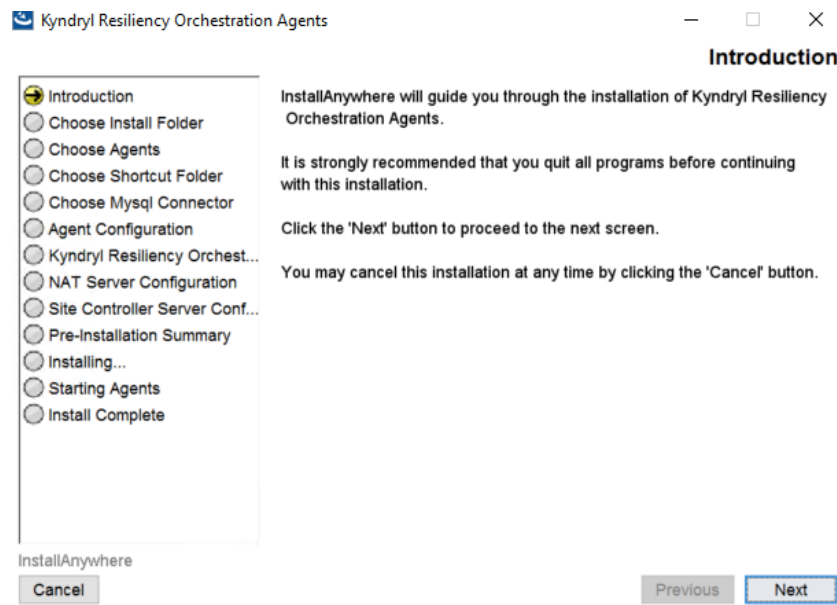 Kyndryl Resiliency Orchestration Agents
Introduction
Introduction
Choose Install Folder
Choose Agents
Choose Shortcut Folder
Choose Mysql Connector
Agent Configuration
Kyndryl Resiliency Orchest...
NAT Server Configuration
Site Controller Server Conf...
Pre-Installation Summary
Installing...
Starting Agents
Install Complete
InstallAnywhere will guide you through the installation of Kyndryl Resiliency
Orchestration Agents.
It is strongly recommended that you quit all programs before continuing
with this installation.
Click the 'Next' button to proceed to the next screen.
You may cancel this installation at any time by clicking the 'Cancel' button.
InstallAnywhere
Cancel
Previous
Next